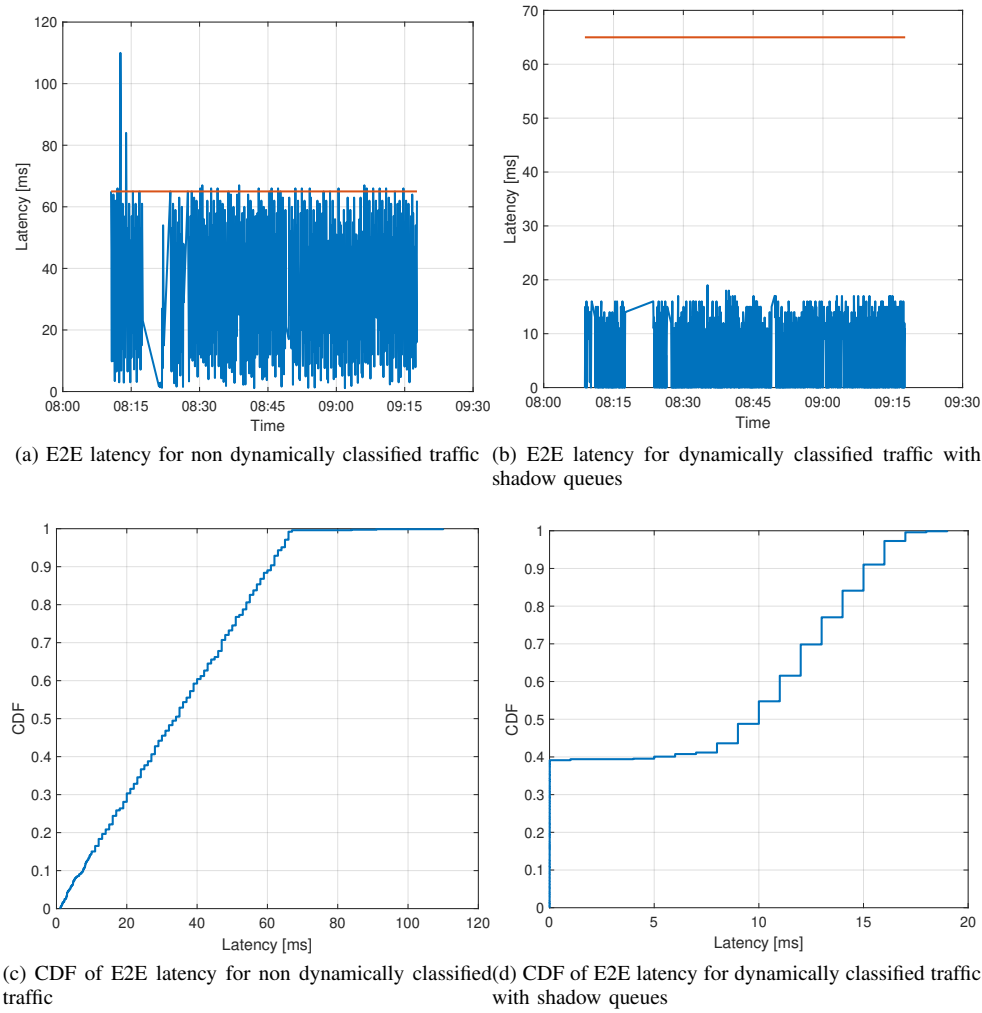 120
100
80
60
40
20
0
Latency [ms]
08:00 08:15 08:30 08:45 09:00 09:15 09:30
Time
(a) E2E latency for non dynamically classified traffic
70
60
50
40
30
20
10
0
Latency [ms]
08:00 08:15 08:30 08:45 09:00 09:15 09:30
Time
(b) E2E latency for dynamically classified traffic with
shadow queues
1
0.9
0.8
0.7
0.6
0.5
0.4
0.3
0.2
0.1
0
CDF
0 20 40 60 80 100 120
Latency [ms]
(c) CDF of E2E latency for non dynamically classified
traffic
1
0.9
0.8
0.7
0.6
0.5
0.4
0.3
0.2
0.1
0
CDF
0 5 10 15 20
Latency [ms]
(d) CDF of E2E latency for dynamically classified traffic
with shadow queues